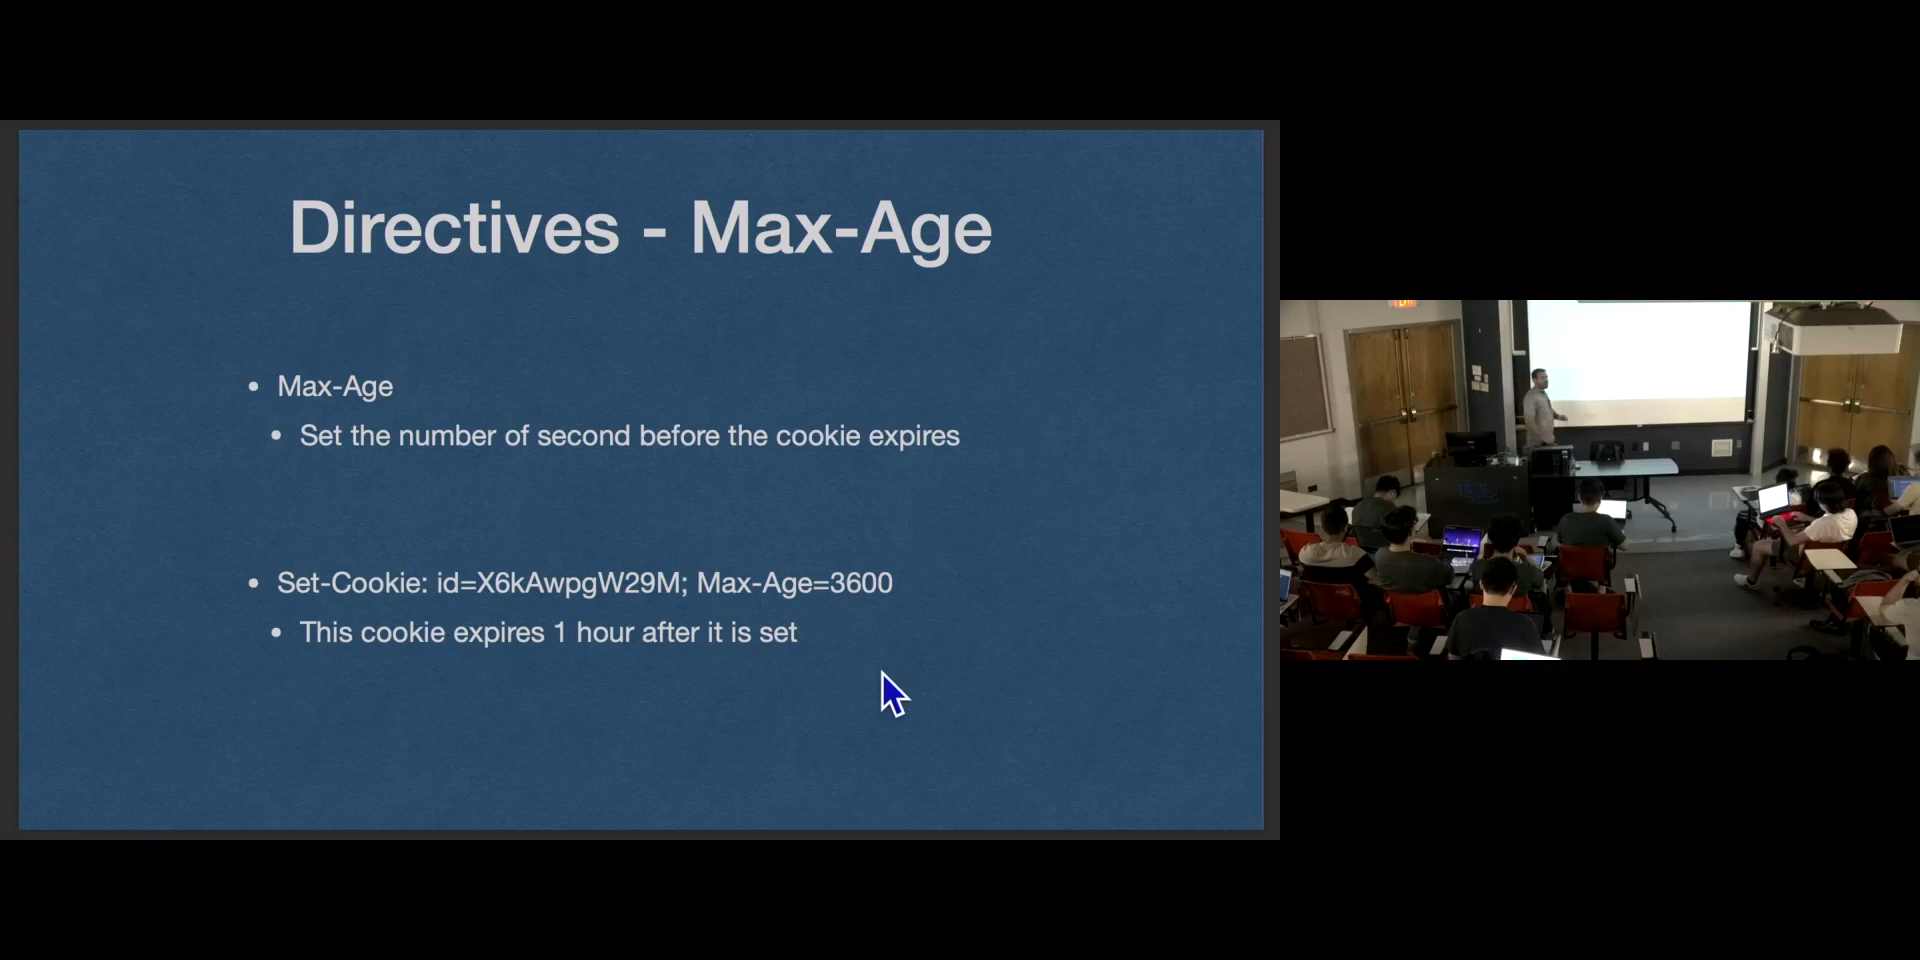 Directives - Max-Age
• Max-Age
• Set the number of second before the cookie expires
• Set-Cookie: id=X6kAwpgW29M; Max-Age=3600
• This cookie expires 1 hour after it is set